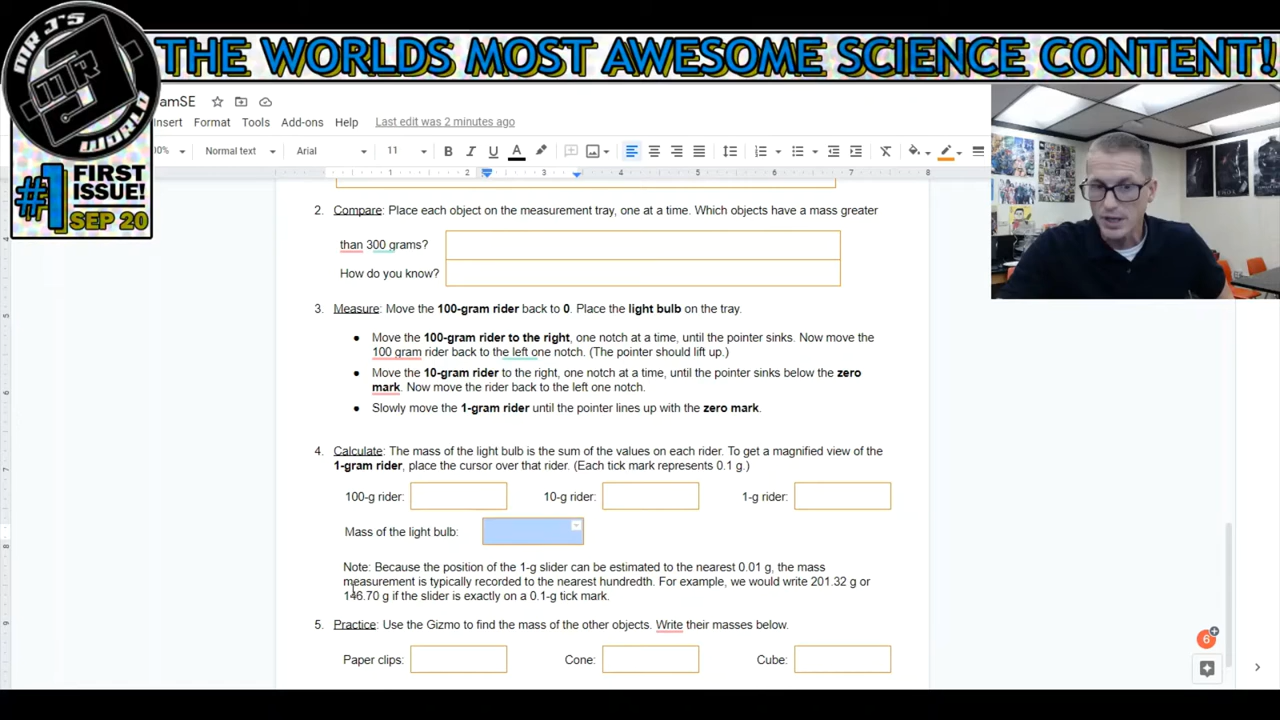 MR J'S
WORLD
THE WORLDS MOST AWESOME SCIENCE CONTENT!
#1 FIRST
ISSUE!
SEP 20
amSE
nsert Format Tools Add-ons Help Last edit was 2 minutes ago
00% Normal text Arial 11
1 2 3 4 5 6 7 8
2. Compare: Place each object on the measurement tray, one at a time. Which objects have a mass greater
than 300 grams?
How do you know?
3. Measure: Move the 100-gram rider back to 0. Place the light bulb on the tray.
● Move the 100-gram rider to the right, one notch at a time, until the pointer sinks. Now move the
100 gram rider back to the left one notch. (The pointer should lift up.)
● Move the 10-gram rider to the right, one notch at a time, until the pointer sinks below the zero
mark. Now move the rider back to the left one notch.
● Slowly move the 1-gram rider until the pointer lines up with the zero mark.
4. Calculate: The mass of the light bulb is the sum of the values on each rider. To get a magnified view of the
1-gram rider, place the cursor over that rider. (Each tick mark represents 0.1 g.)
100-g rider: 10-g rider: 1-g rider:
Mass of the light bulb:
Note: Because the position of the 1-g slider can be estimated to the nearest 0.01 g, the mass
measurement is typically recorded to the nearest hundredth. For example, we would write 201.32 g or
146.70 g if the slider is exactly on a 0.1-g tick mark.
5. Practice: Use the Gizmo to find the mass of the other objects. Write their masses below.
Paper clips: Cone: Cube:
6